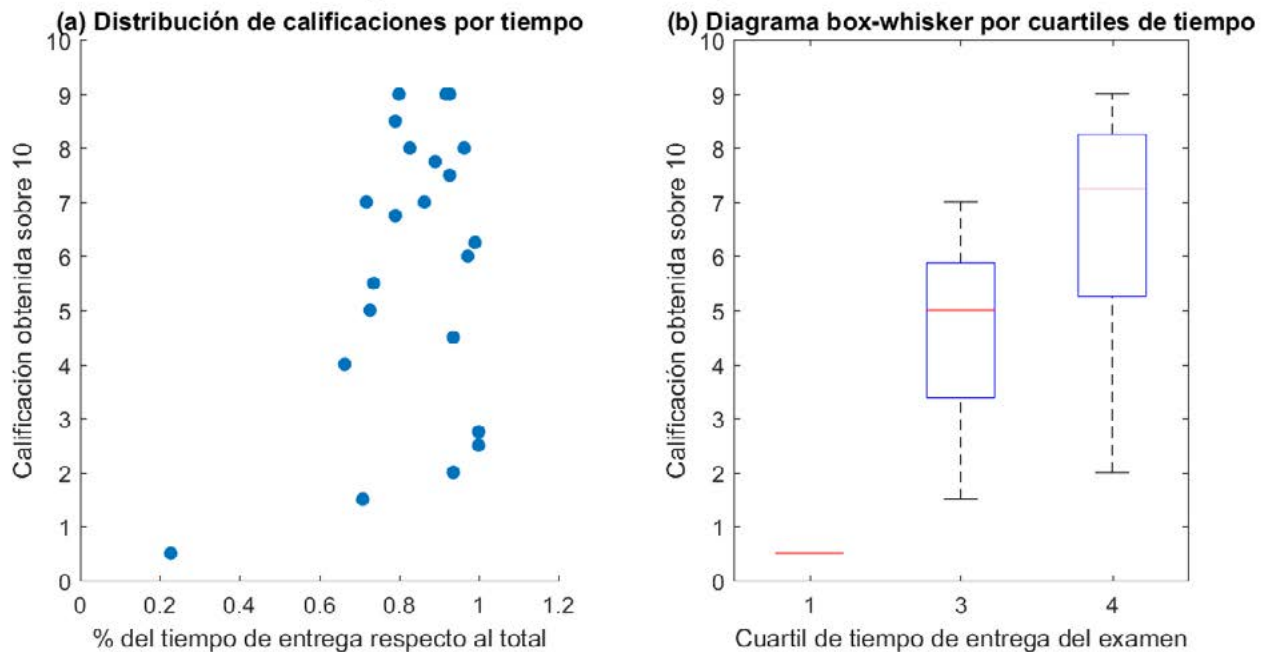 (a) Distribución de calificaciones por tiempo
10
9
8
7
6
5
4
3
2
1
0
0 0.2 0.4 0.6 0.8 1 1.2
Calificación obtenida sobre 10
% del tiempo de entrega respecto al total
(b) Diagrama box-whisker por cuartiles de tiempo
10
9
8
7
6
5
4
3
2
1
0
1 3 4
Calificación obtenida sobre 10
Cuartil de tiempo de entrega del examen